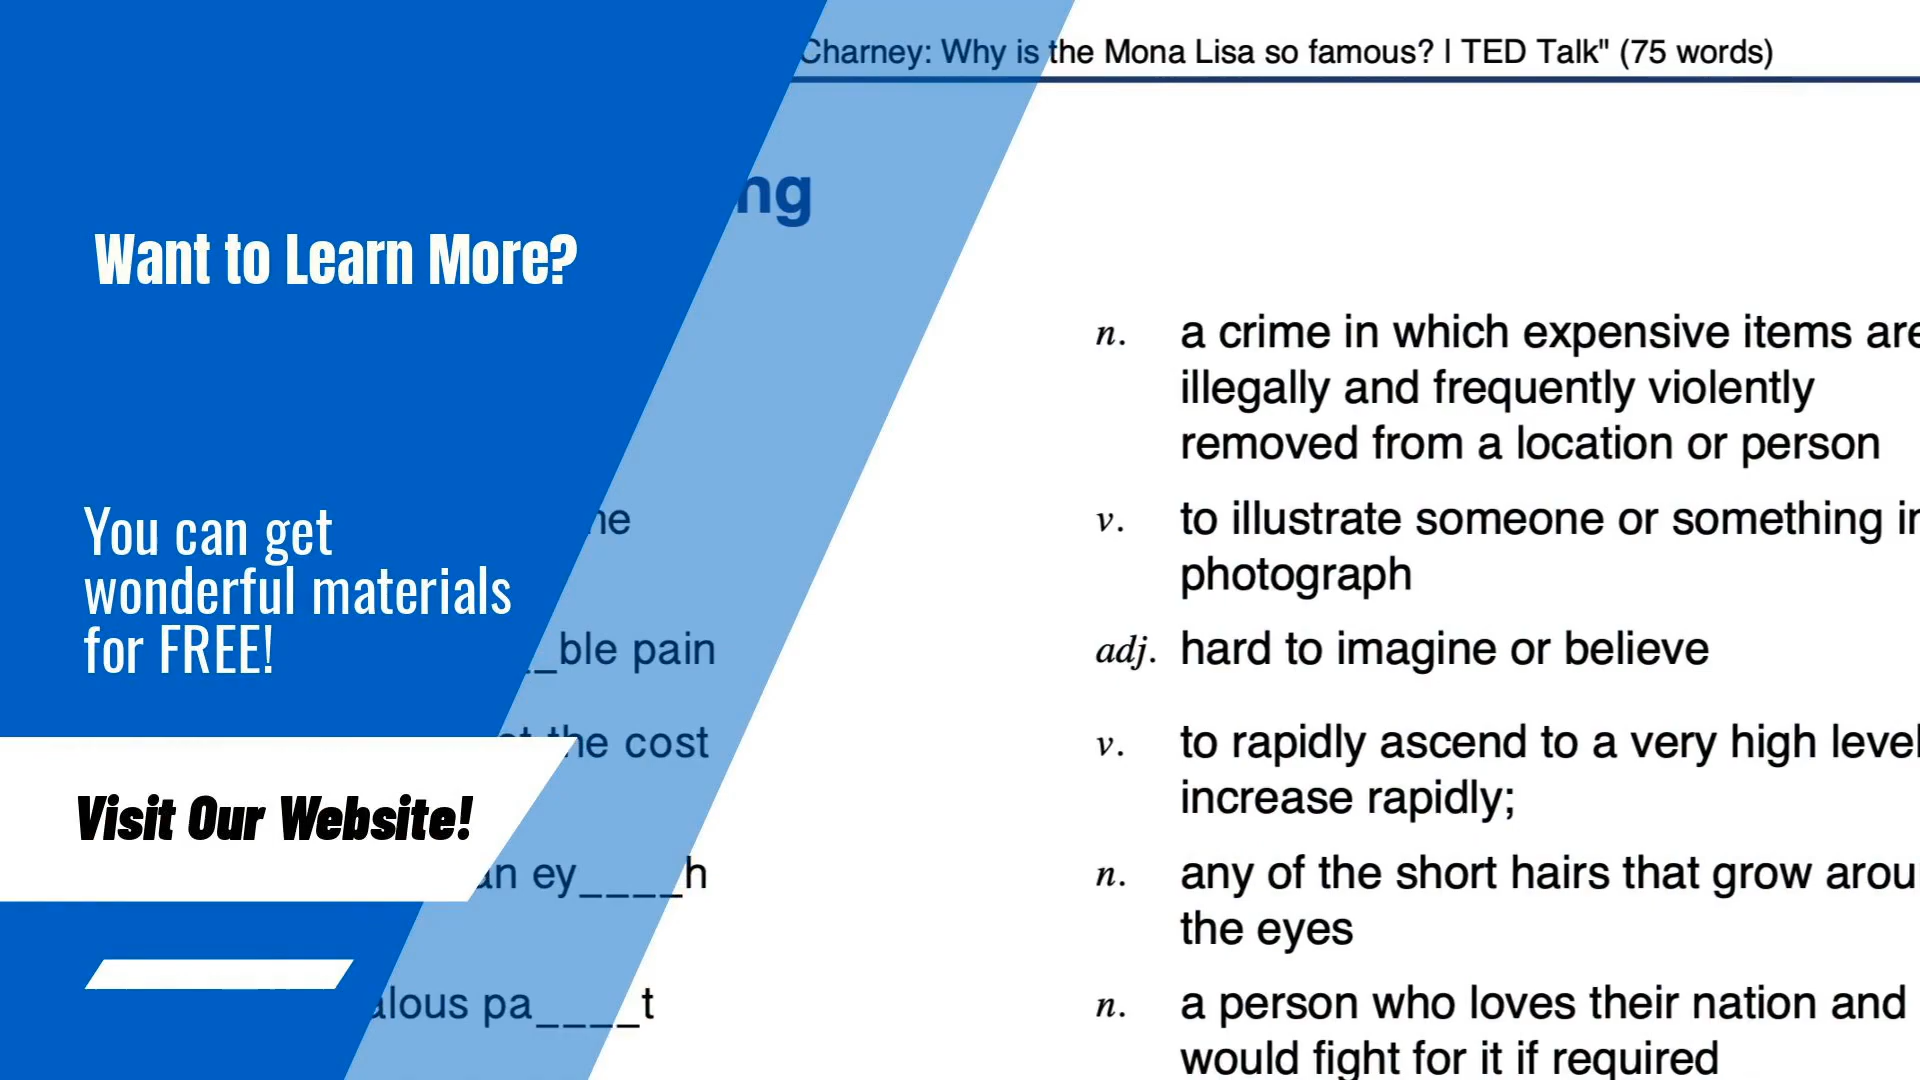 Charney: Why is the Mona Lisa so famous? | TED Talk" (75 words)
ng
Want to Learn More?
You can get
wonderful materials
for FREE!
Visit Our Website!
n. a crime in which expensive items are
illegally and frequently violently
removed from a location or person
v. to illustrate someone or something in
photograph
_ble pain adj. hard to imagine or believe
the cost v. to rapidly ascend to a very high level
increase rapidly;
an ey____h n. any of the short hairs that grow arou
the eyes
alous pa____t n. a person who loves their nation and
would fight for it if required